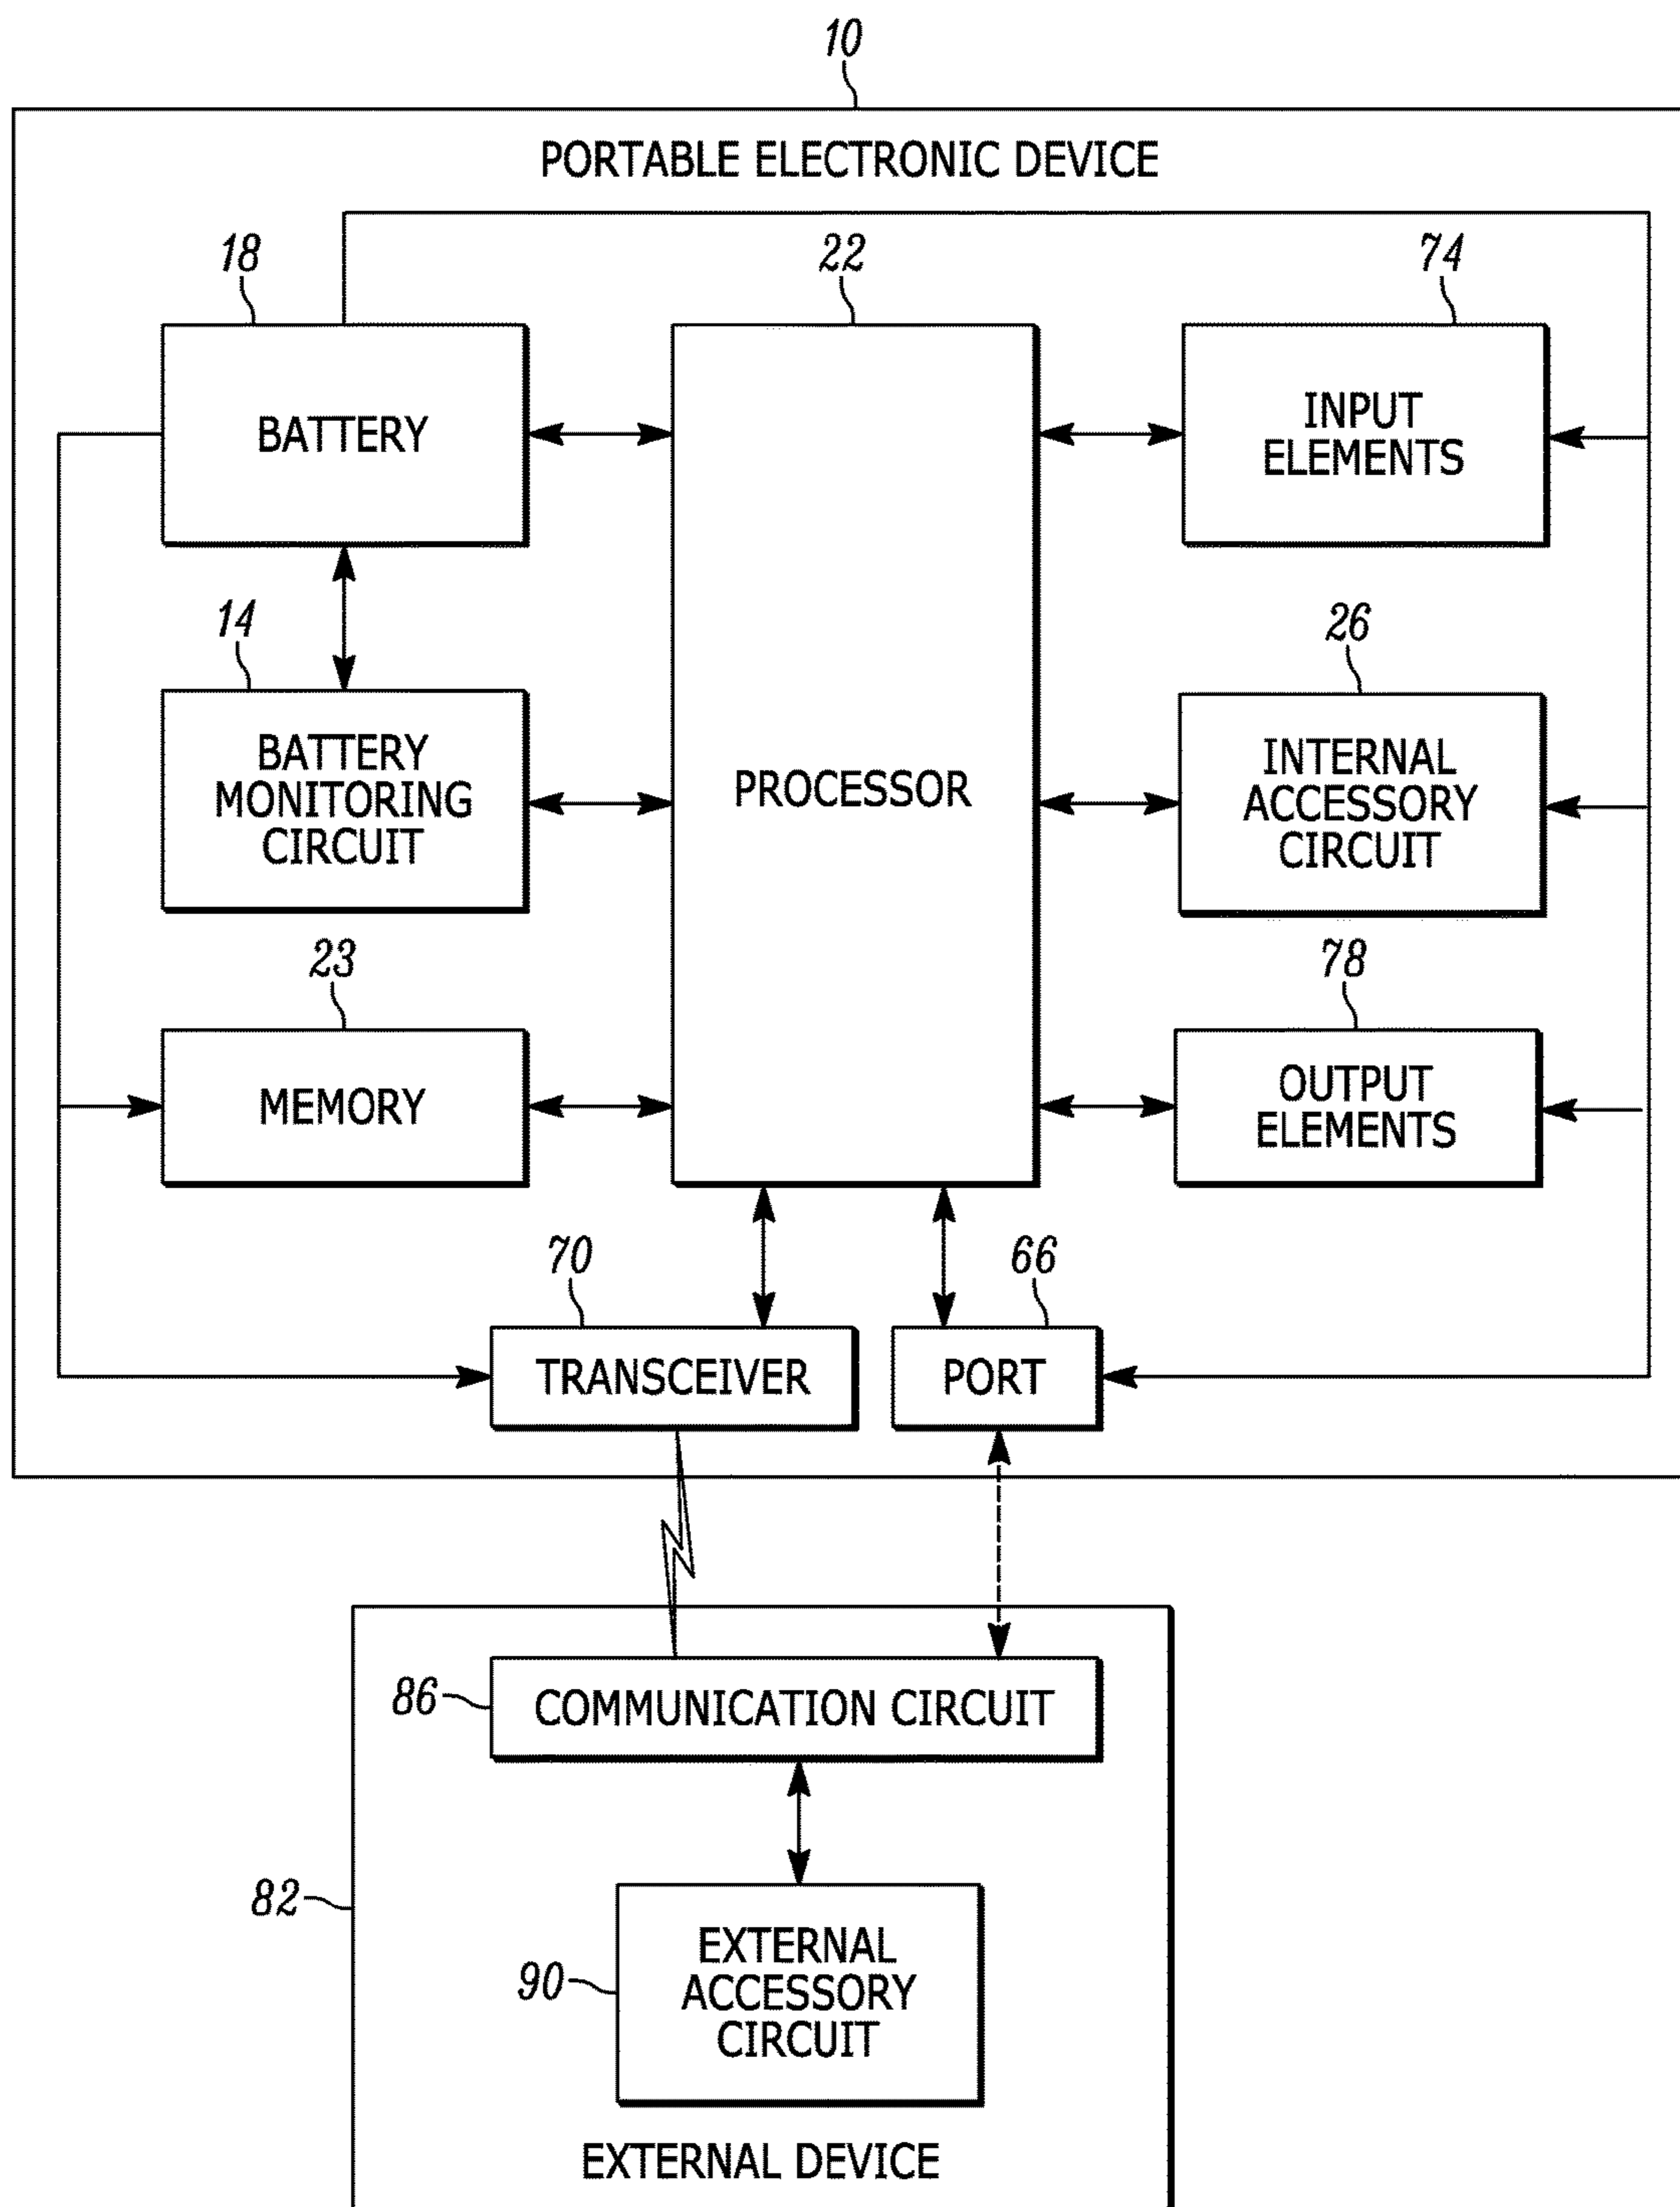 10
PORTABLE ELECTRONIC DEVICE
18
22
74
BATTERY
INPUT
ELEMENTS
14
26
BATTERY
MONITORING
CIRCUIT
PROCESSOR
INTERNAL
ACCESSORY
CIRCUIT
23
78
MEMORY
OUTPUT
ELEMENTS
70
66
TRANSCEIVER
PORT
86
COMMUNICATION CIRCUIT
82
90
EXTERNAL
ACCESSORY
CIRCUIT
EXTERNAL DEVICE